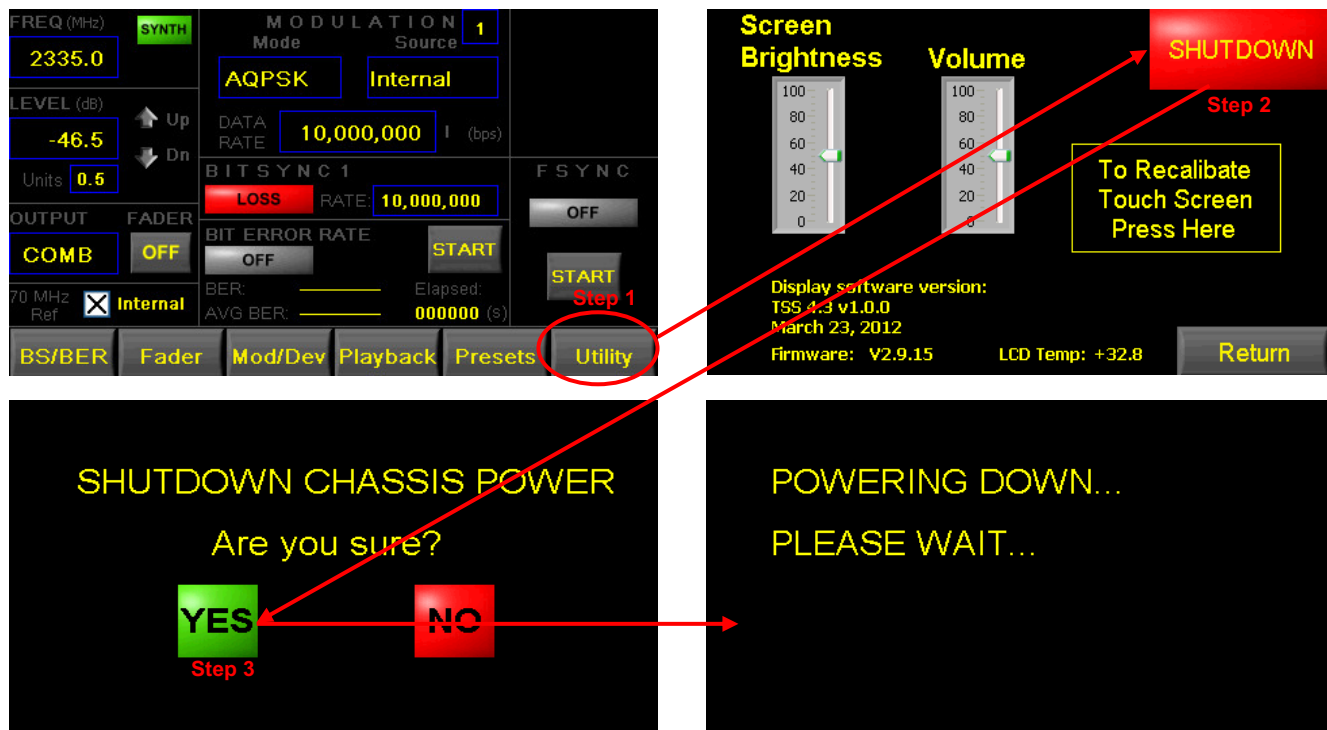 FREQ (MHz) SYNTH
2335.0
MODULATION 1
Mode Source
AQPSK Internal
LEVEL (dB)
-46.5
Up
Dn
Units 0.5
DATA RATE 10,000,000 I (bps)
BITSYNC 1
LOSS RATE: 10,000,000
FSYNC
OFF
START
Step 1
OUTPUT FADER
COMB OFF
BIT ERROR RATE
OFF START
70 MHz Ref Internal
BER: Elapsed:
AVG BER: 000000 (s)
BS/BER Fader Mod/Dev Playback Presets Utility
Screen
Brightness Volume
SHUTDOWN
Step 2
100 100
80 80
60 60
40 40
20 20
0 0
To Recalibate
Touch Screen
Press Here
Display software version:
TSS 4.3 v1.0.0
March 23, 2012
Firmware: V2.9.15 LCD Temp: +32.8 Return
SHUTDOWN CHASSIS POWER
Are you sure?
YES NO
Step 3
POWERING DOWN...
PLEASE WAIT...